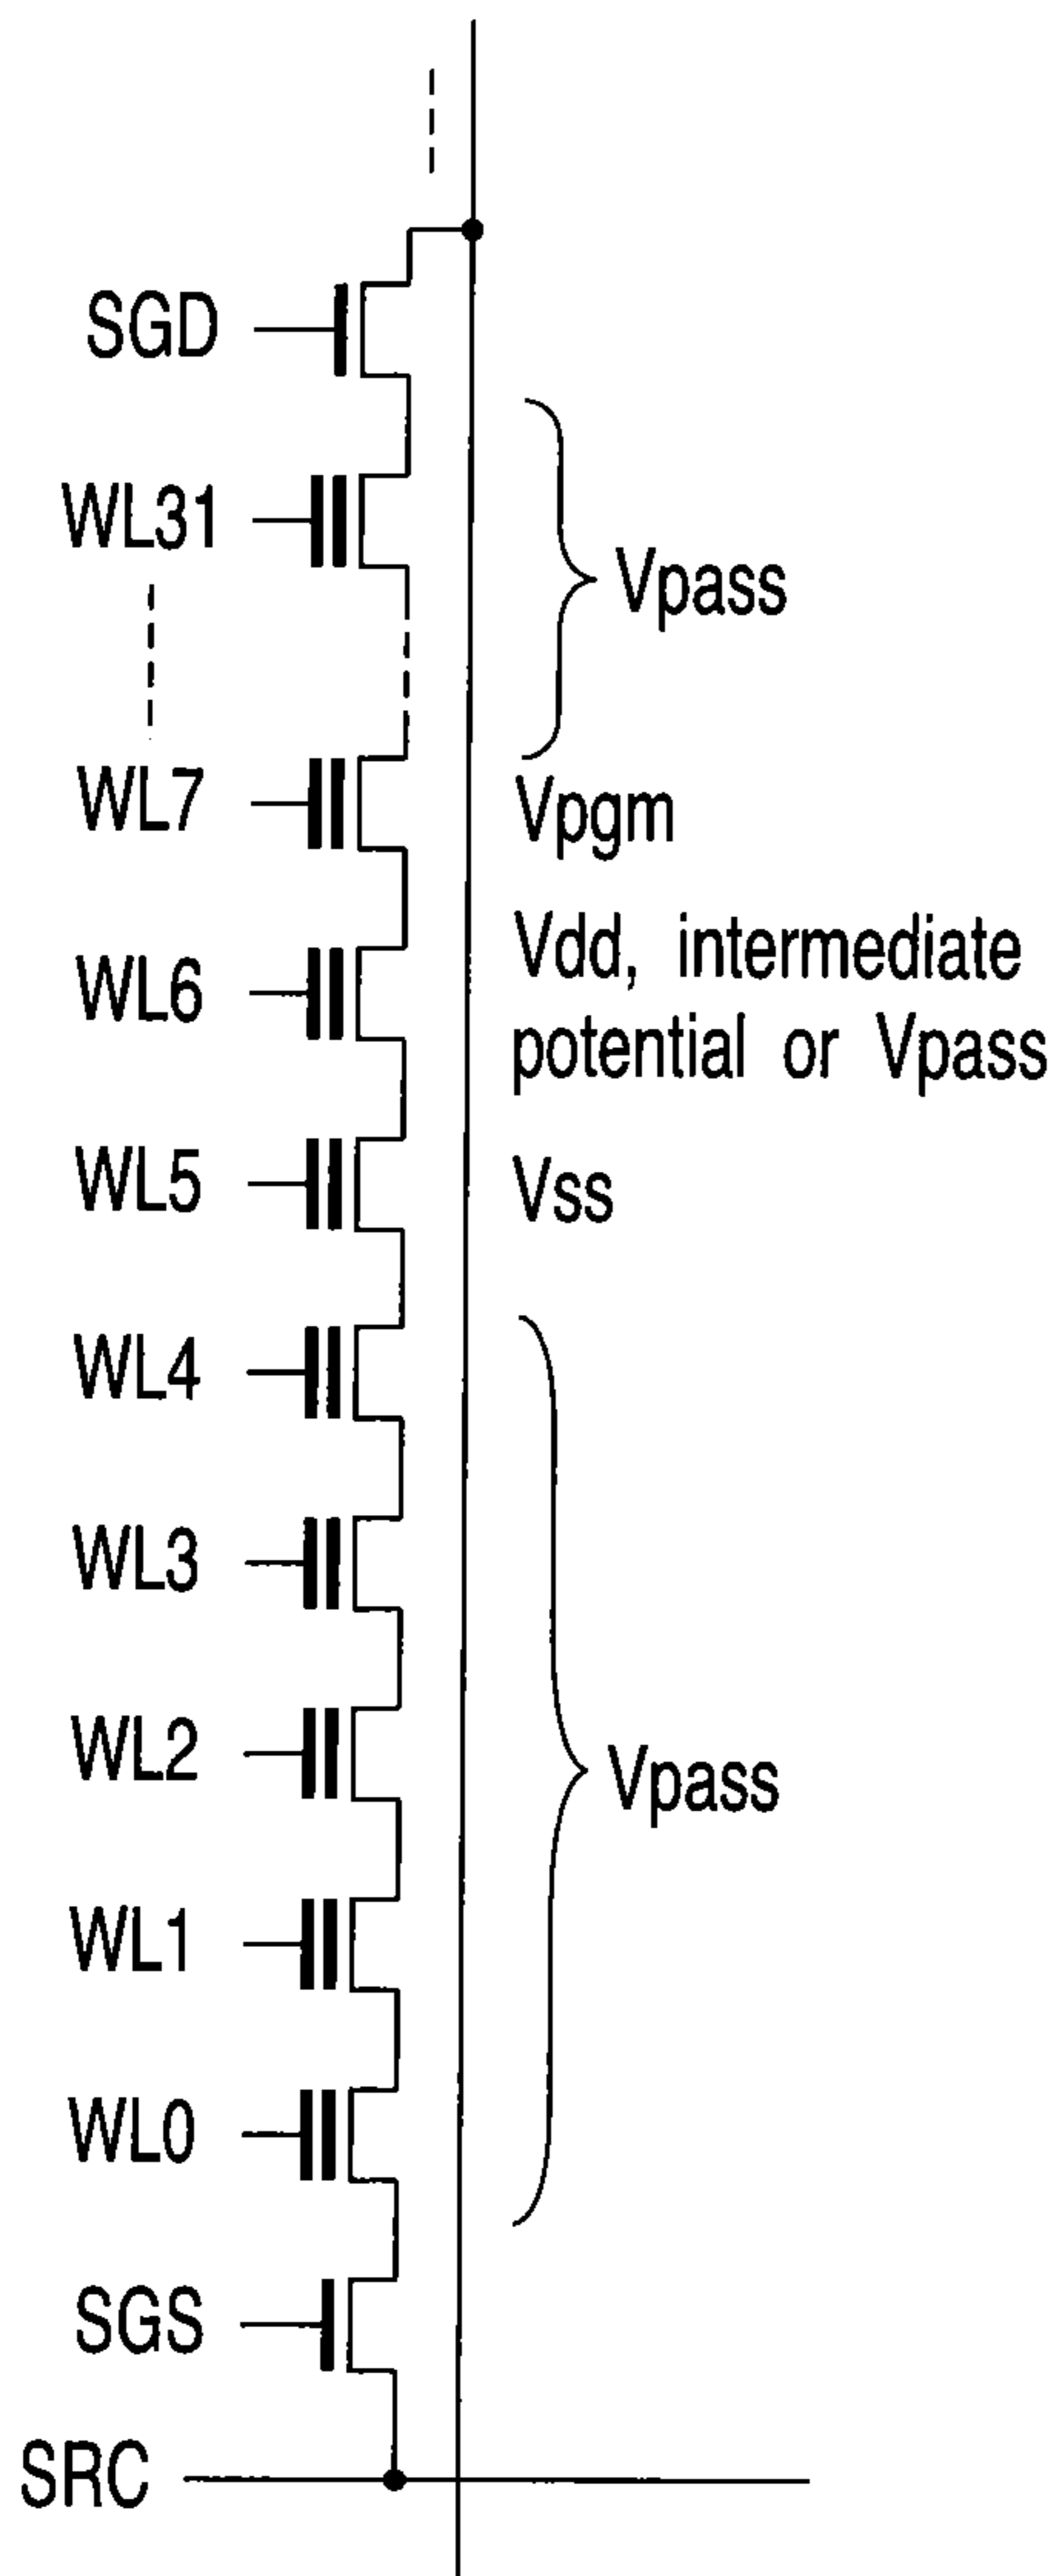 SGD
WL31
Vpass
WL7
Vpgm
WL6
Vdd, intermediate
potential or Vpass
WL5
Vss
WL4
WL3
WL2
Vpass
WL1
WL0
SGS
SRC